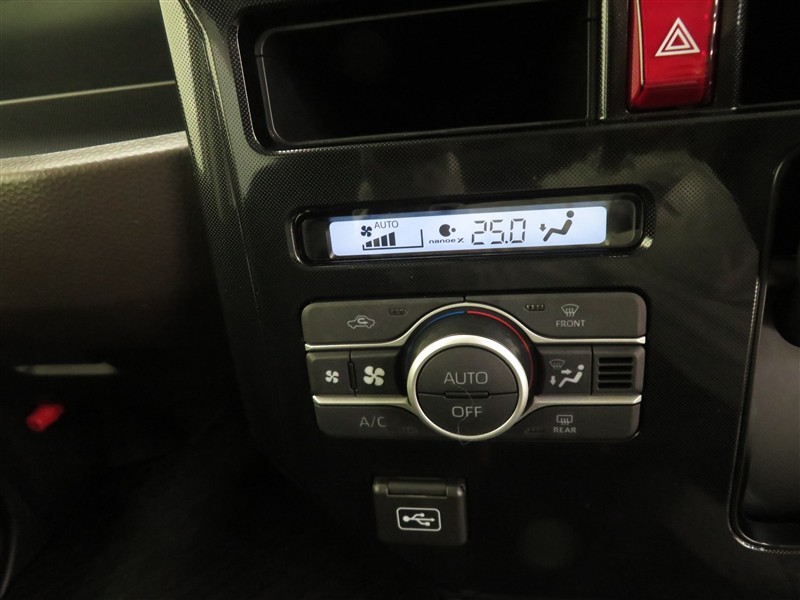 AUTO
nanoe X 25.0
FRONT
AUTO
A/C OFF REAR